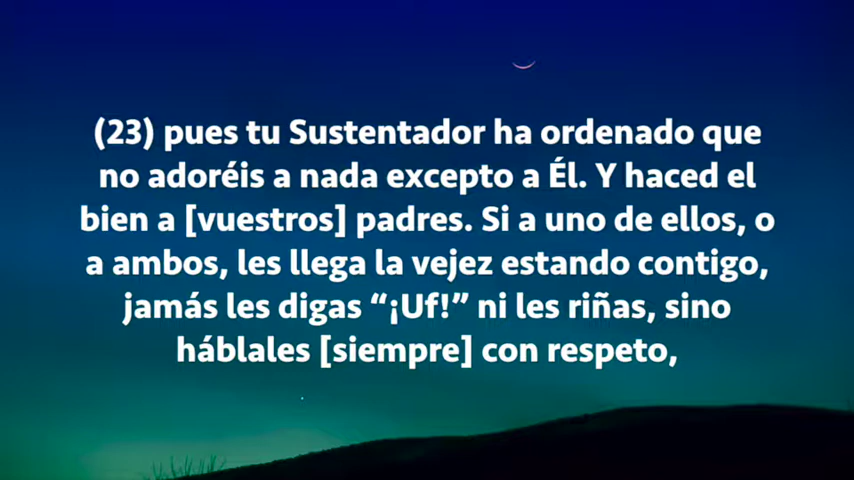 (23) pues tu Sustentador ha ordenado que
no adoréis a nada excepto a Él. Y haced el
bien a [vuestros] padres. Si a uno de ellos, o
a ambos, les llega la vejez estando contigo,
jamás les digas “¡Uf!” ni les riñas, sino
háblales [siempre] con respeto,